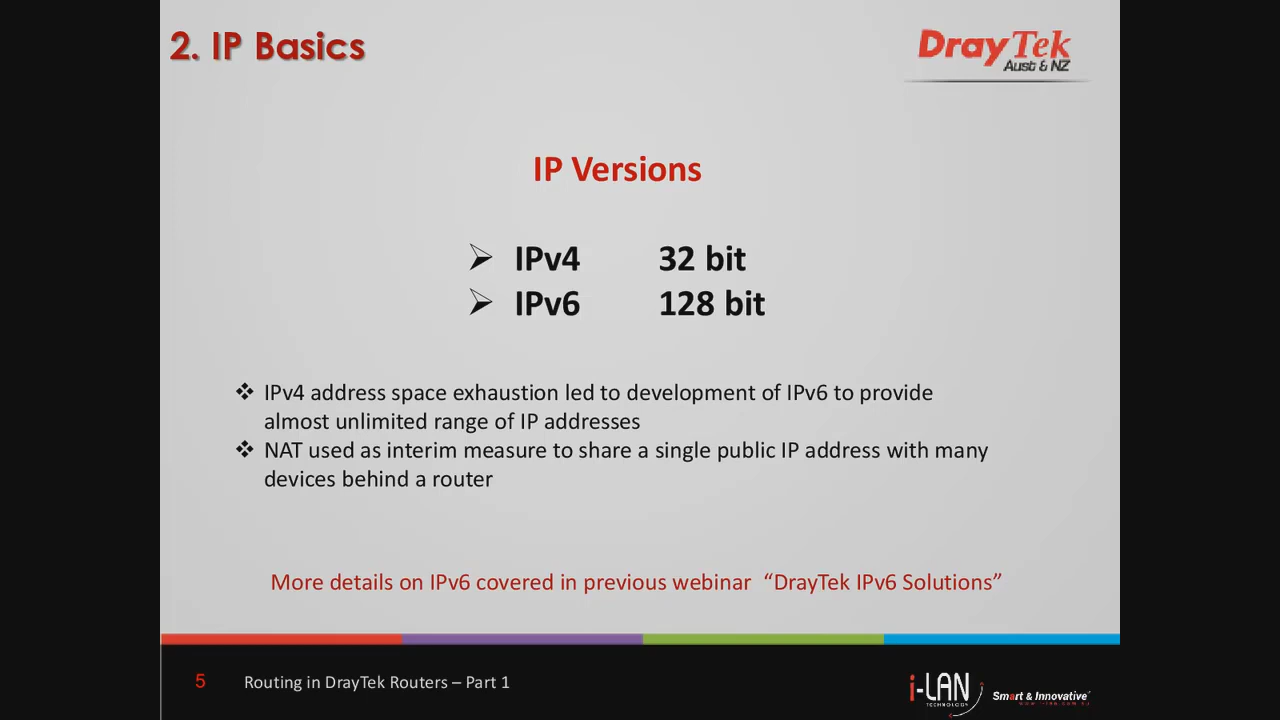 2. IP Basics
DrayTek
Aust & NZ
IP Versions
➢ IPv4 32 bit
➢ IPv6 128 bit
❖ IPv4 address space exhaustion led to development of IPv6 to provide
almost unlimited range of IP addresses
❖ NAT used as interim measure to share a single public IP address with many
devices behind a router
More details on IPv6 covered in previous webinar “DrayTek IPv6 Solutions”
5 Routing in DrayTek Routers – Part 1
i-LAN
TECHNOLOGY
Smart & Innovative